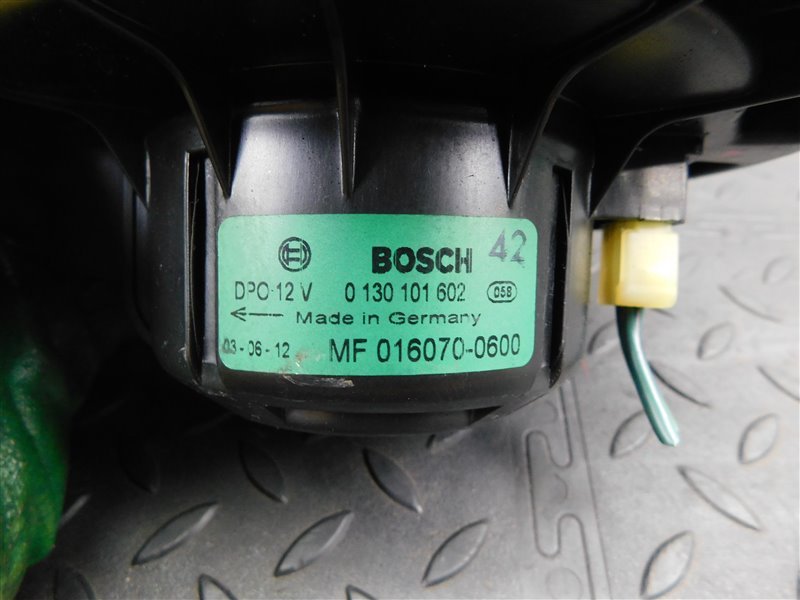 BOSCH 42
DPO-12 V 0 130 101 602 058
Made in Germany
03-06-12 MF 016070-0600